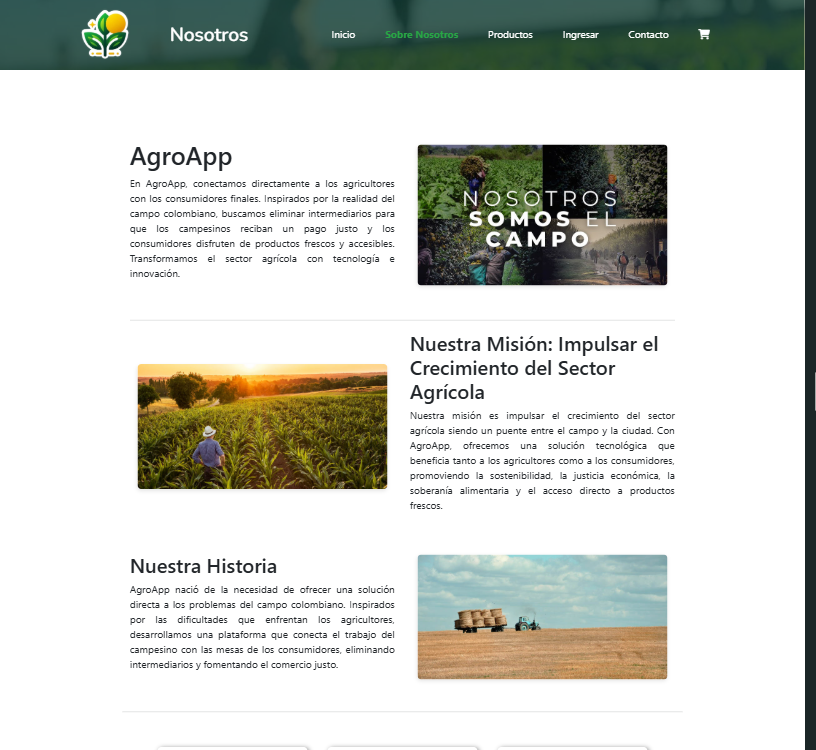 Nosotros
Inicio
Sobre Nosotros
Productos
Ingresar
Contacto
AgroApp
En AgroApp, conectamos directamente a los agricultores
con los consumidores finales. Inspirados por la realidad del
campo colombiano, buscamos eliminar intermediarios para
que los campesinos reciban un pago justo y los
consumidores disfruten de productos frescos y accesibles.
Transformamos el sector agrícola con tecnología e
innovación.
NOSOTROS
SOMOS EL
CAMPO
Nuestra Misión: Impulsar el
Crecimiento del Sector
Agrícola
Nuestra misión es impulsar el crecimiento del sector
agrícola siendo un puente entre el campo y la ciudad. Con
AgroApp, ofrecemos una solución tecnológica que
beneficia tanto a los agricultores como a los consumidores,
promoviendo la sostenibilidad, la justicia económica, la
soberanía alimentaria y el acceso directo a productos
frescos.
Nuestra Historia
AgroApp nació de la necesidad de ofrecer una solución
directa a los problemas del campo colombiano. Inspirados
por las dificultades que enfrentan los agricultores,
desarrollamos una plataforma que conecta el trabajo del
campesino con las mesas de los consumidores, eliminando
intermediarios y fomentando el comercio justo.